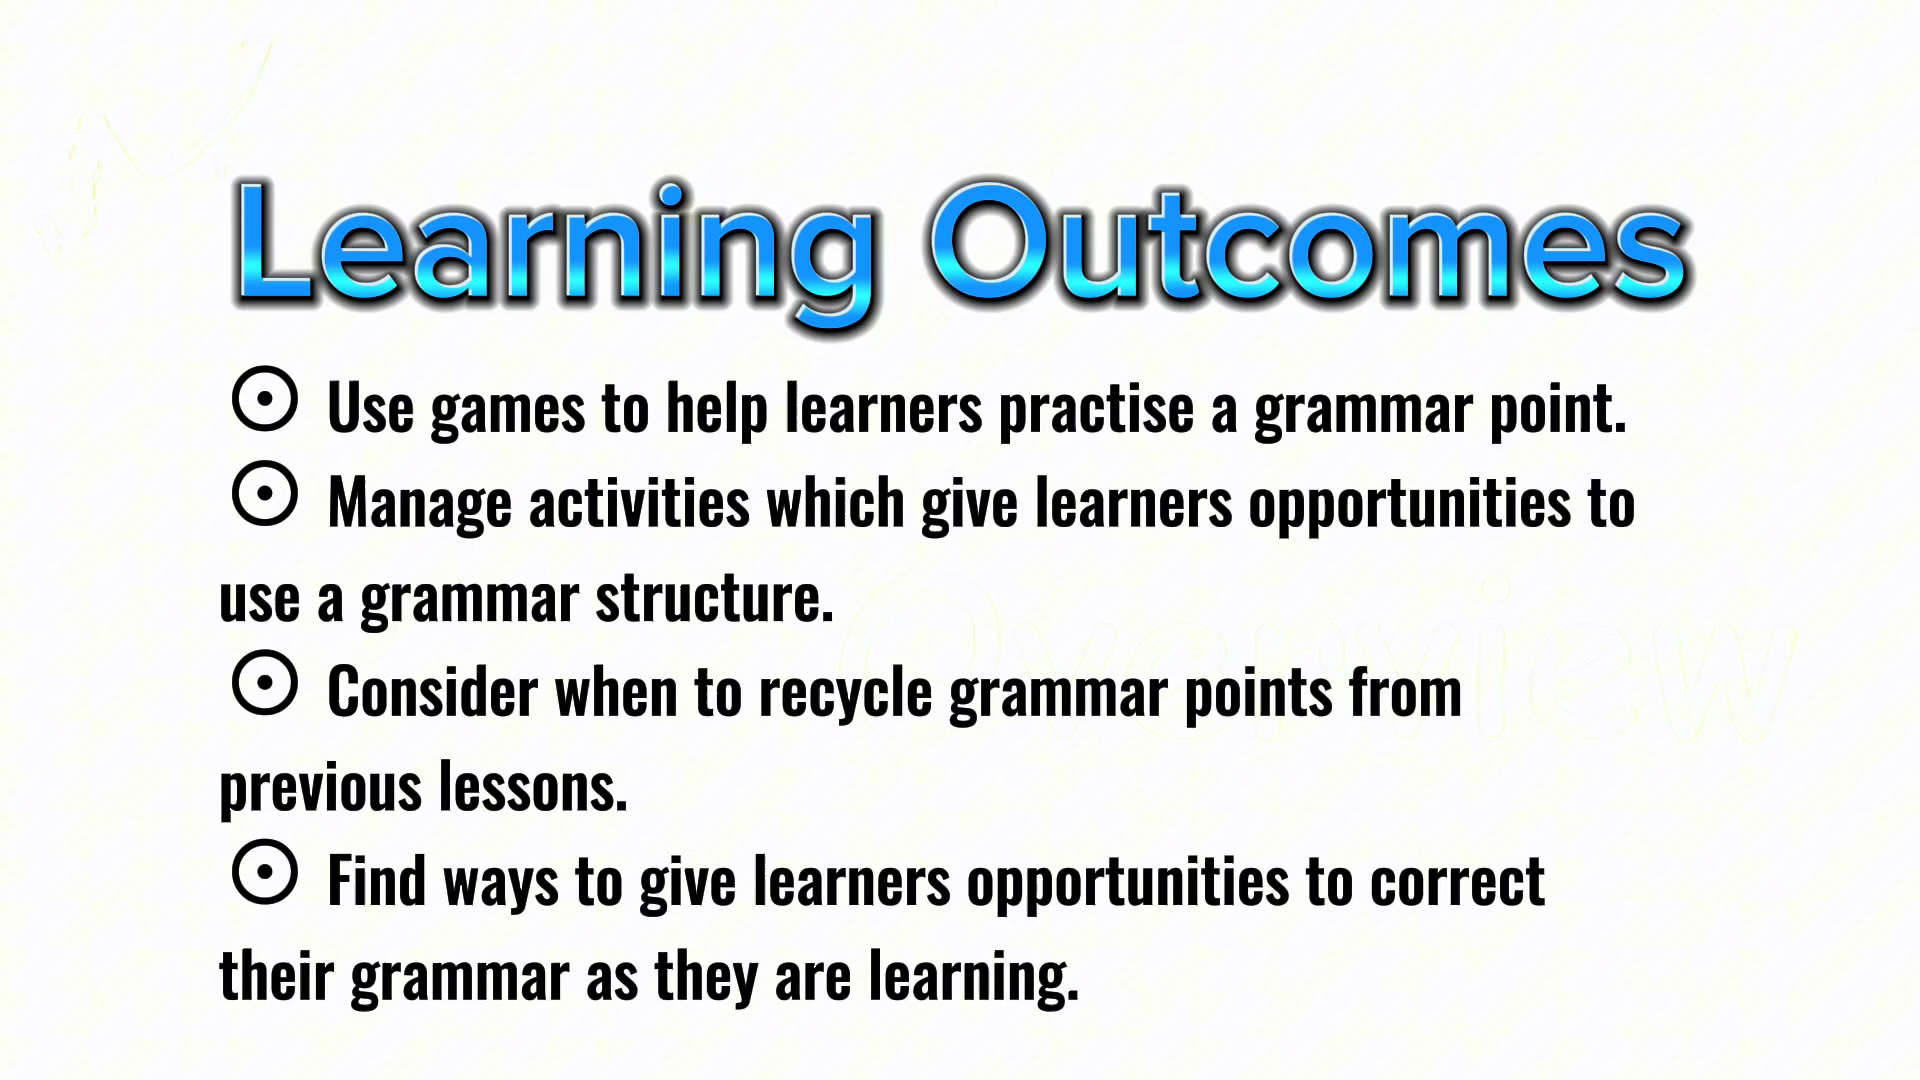 Learning Outcomes
⊙ Use games to help learners practise a grammar point.
⊙ Manage activities which give learners opportunities to
use a grammar structure.
Overview
⊙ Consider when to recycle grammar points from
previous lessons.
⊙ Find ways to give learners opportunities to correct
their grammar as they are learning.